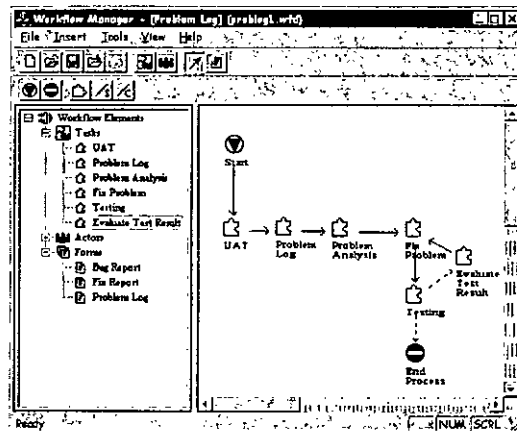 Workflow Manager - [Problem Log] (problog1.wfd)
File Insert Tools View Help
Workflow Elements
Tasks
UAT
Problem Log
Problem Analysis
Fix Problem
Testing
Evaluate Test Result
Actors
Forms
Bug Report
Fix Report
Problem Log
Start
UAT
Problem
Log
Problem
Analysis
Fix
Problem
Evaluate
Test
Result
Testing
End
Process
Ready
NUM SCRL